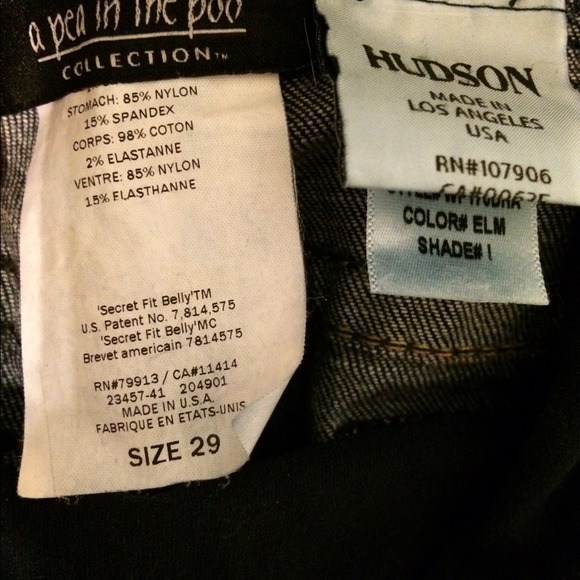 a pea in the pod
COLLECTION™
STOMACH: 85% NYLON
15% SPANDEX
CORPS: 98% COTON
2% ELASTANNE
VENTRE: 85% NYLON
15% ELASTHANNE
'Secret Fit Belly'TM
U.S. Patent No. 7,814,575
'Secret Fit Belly'MC
Brevet americain 7814575
RN#79913 / CA#11414
23457-41 204901
MADE IN U.S.A.
FABRIQUE EN ETATS-UNIS
SIZE 29
HUDSON
MADE IN
LOS ANGELES
USA
RN#107906
COLOR# ELM
SHADE# I